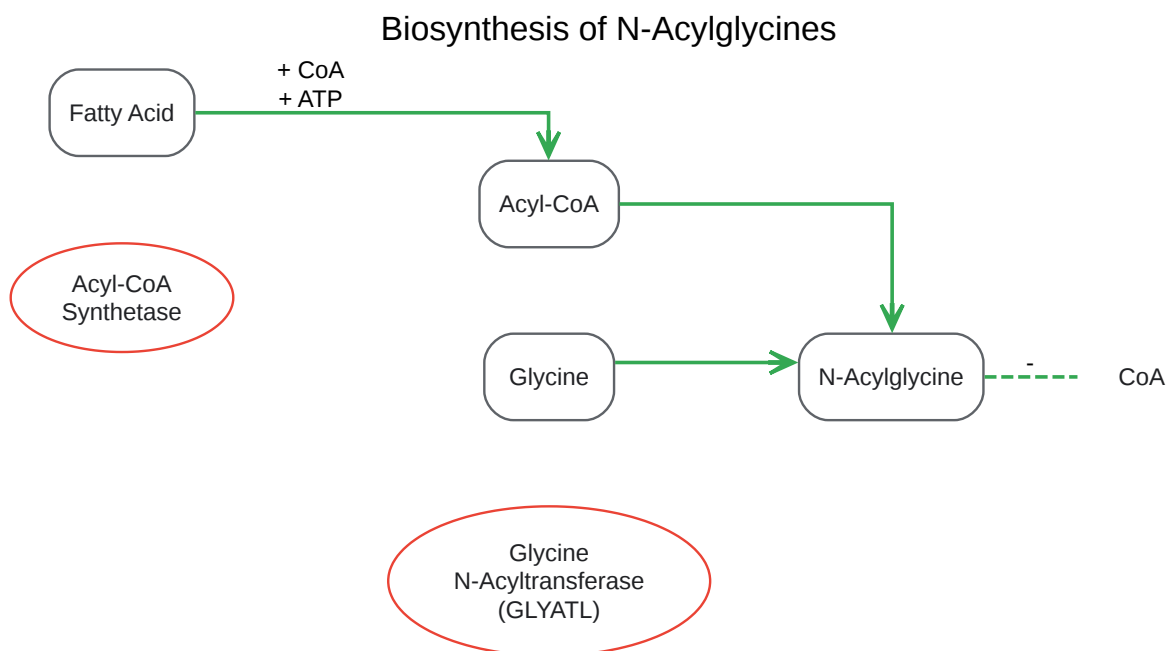 Biosynthesis of N-Acylglycines
+ CoA
+ ATP
Fatty Acid
Acyl-CoA
Acyl-CoA
Synthetase
Glycine
N-Acylglycine
-
CoA
Glycine
N-Acyltransferase
(GLYATL)